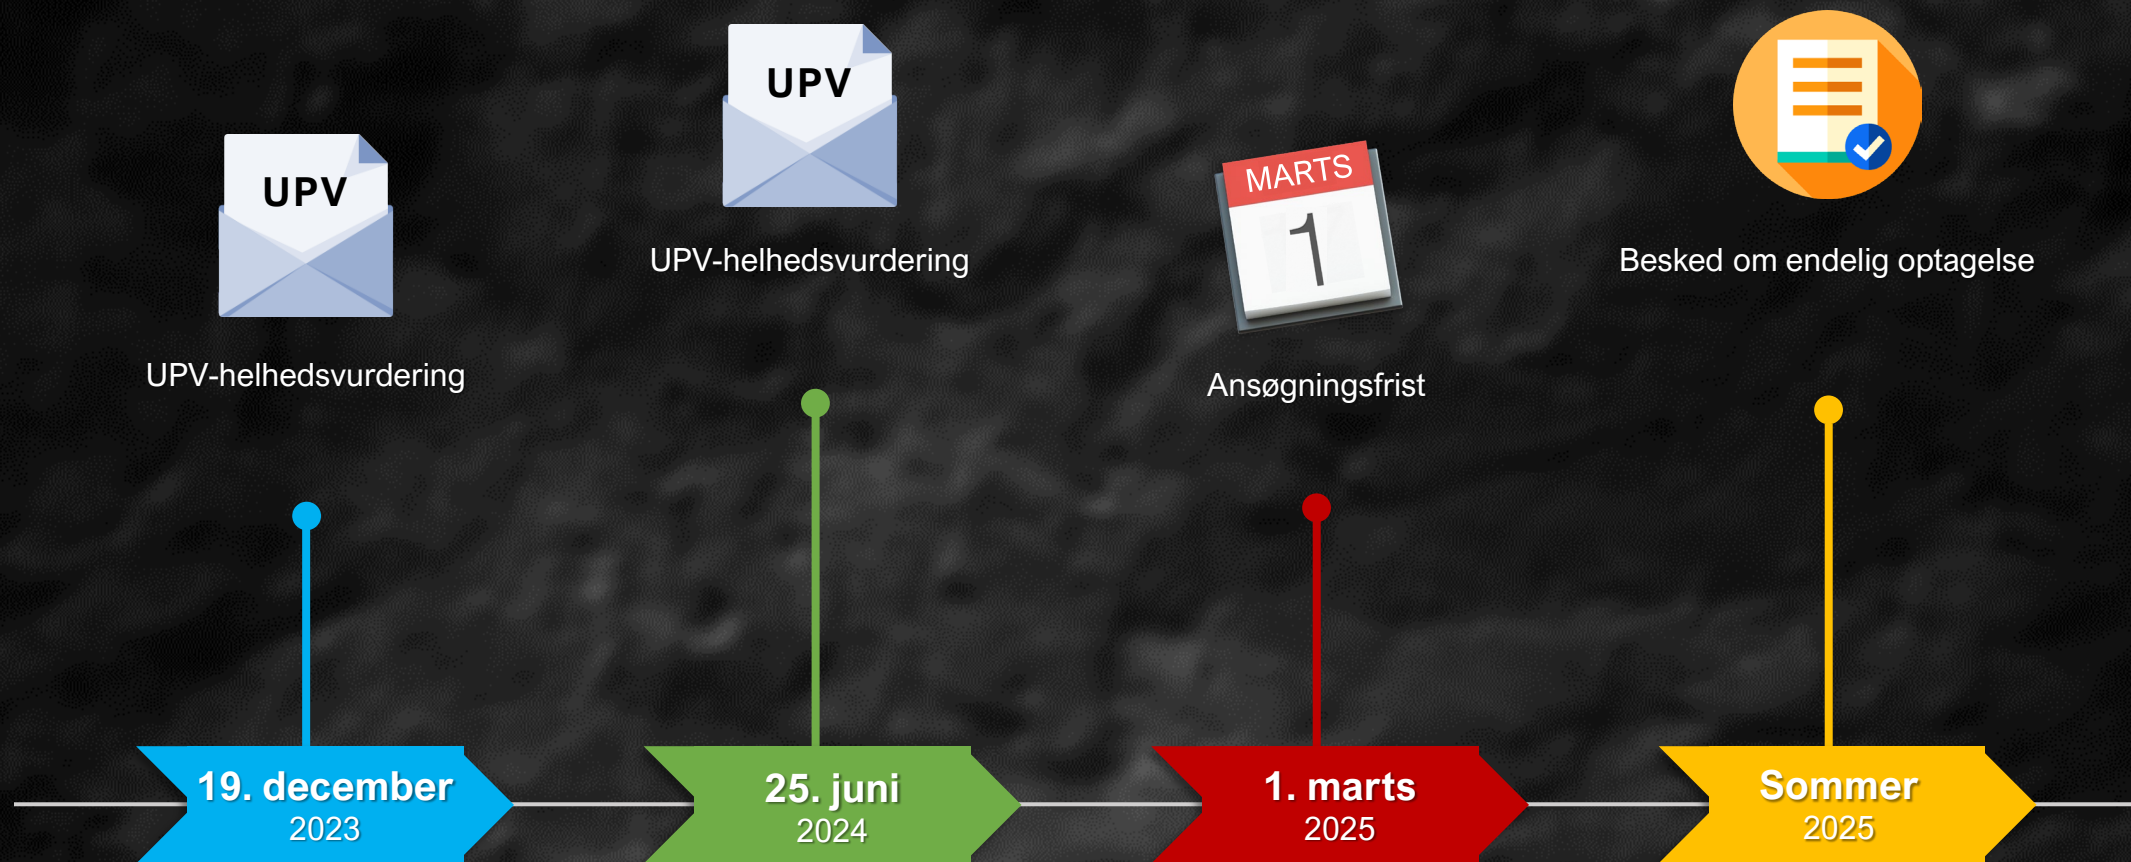 UPV
UPV-helhedsvurdering
19. december
2023
UPV
UPV-helhedsvurdering
25. juni
2024
MARTS
1
Ansøgningsfrist
1. marts
2025
Besked om endelig optagelse
Sommer
2025